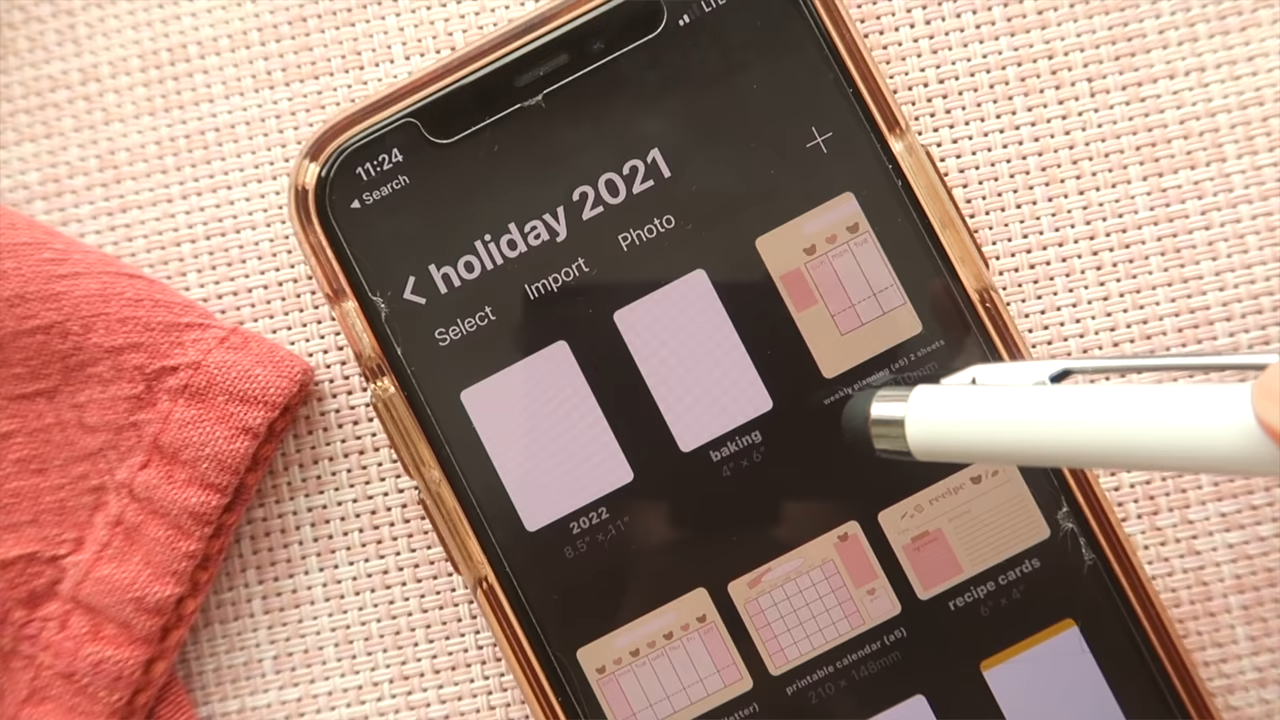 11:24
Search
holiday 2021
Select Import Photo
2022
8.5" × 11"
baking
4" × 6"
weekly planning (a5) 2 sheets
210mm
printable calendar (a5)
210 × 148mm
recipe
recipe cards
6" × 4"